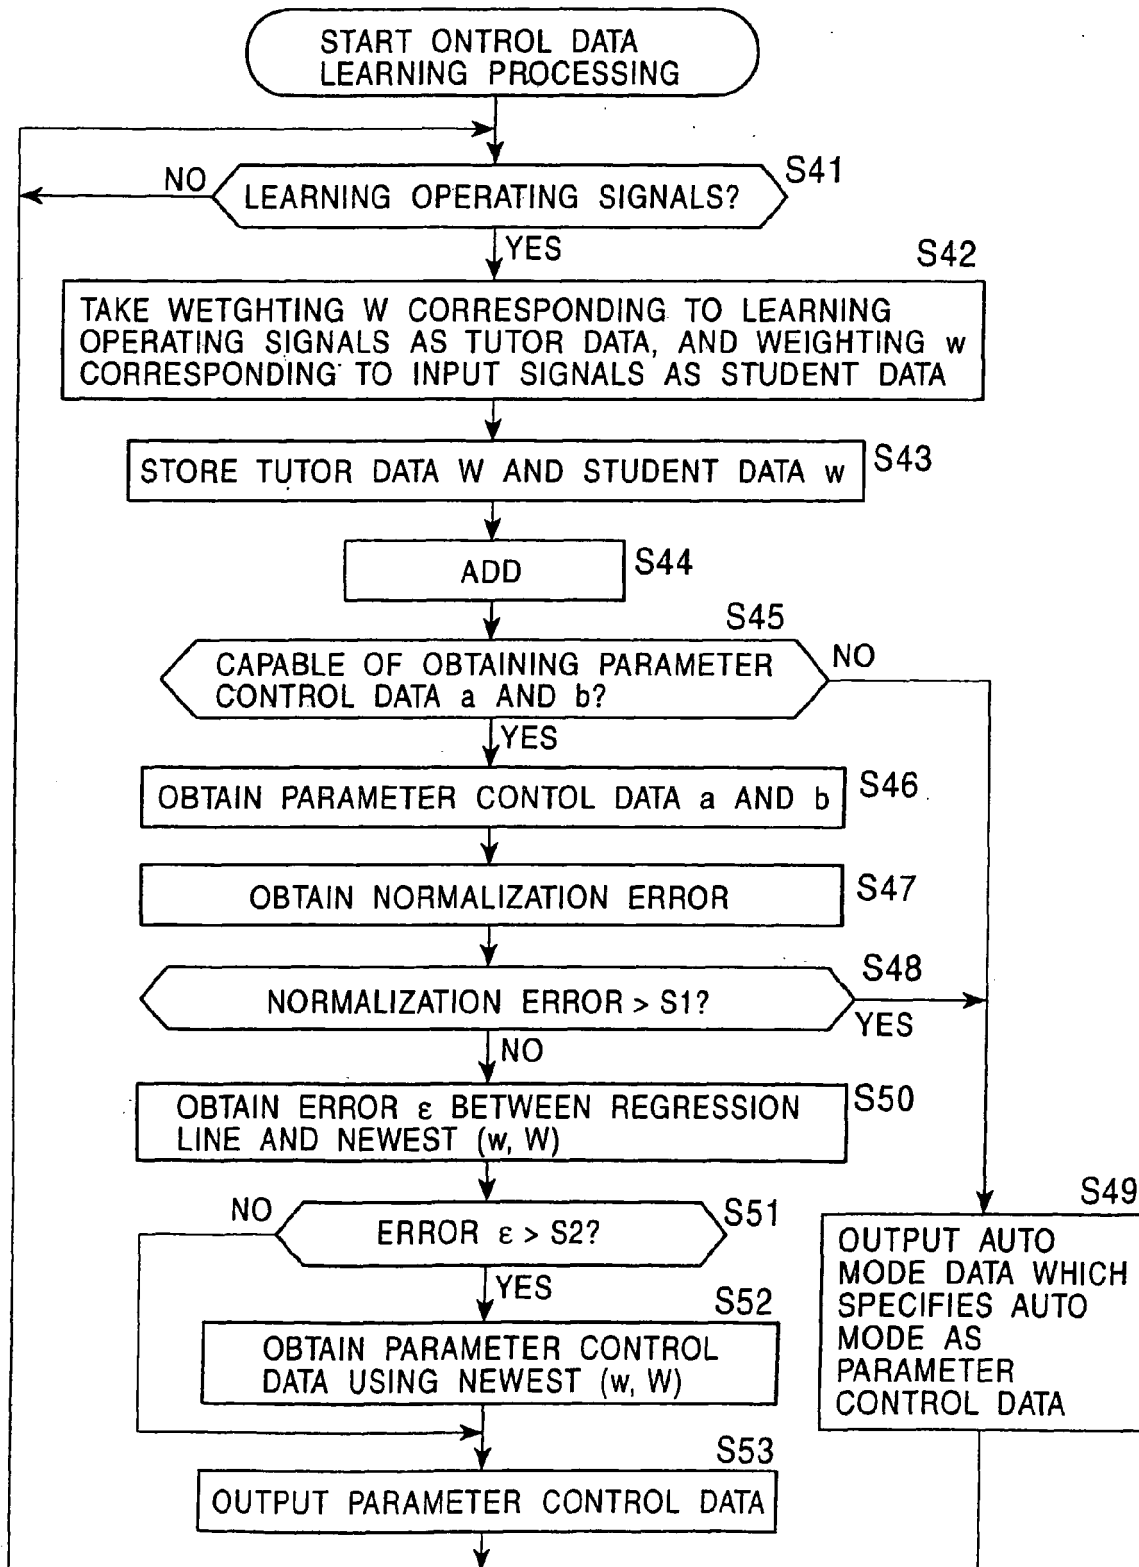 START ONTROL DATA
LEARNING PROCESSING
S41
NO
LEARNING OPERATING SIGNALS?
YES
S42
TAKE WETGHTING W CORRESPONDING TO LEARNING
OPERATING SIGNALS AS TUTOR DATA, AND WEIGHTING w
CORRESPONDING TO INPUT SIGNALS AS STUDENT DATA
S43
STORE TUTOR DATA W AND STUDENT DATA w
S44
ADD
S45
CAPABLE OF OBTAINING PARAMETER
CONTROL DATA a AND b?
NO
YES
S46
OBTAIN PARAMETER CONTOL DATA a AND b
S47
OBTAIN NORMALIZATION ERROR
S48
NORMALIZATION ERROR > S1?
YES
NO
S50
OBTAIN ERROR ε BETWEEN REGRESSION
LINE AND NEWEST (w, W)
S51
NO
ERROR ε > S2?
YES
S49
OUTPUT AUTO
MODE DATA WHICH
SPECIFIES AUTO
MODE AS
PARAMETER
CONTROL DATA
S52
OBTAIN PARAMETER CONTROL
DATA USING NEWEST (w, W)
S53
OUTPUT PARAMETER CONTROL DATA